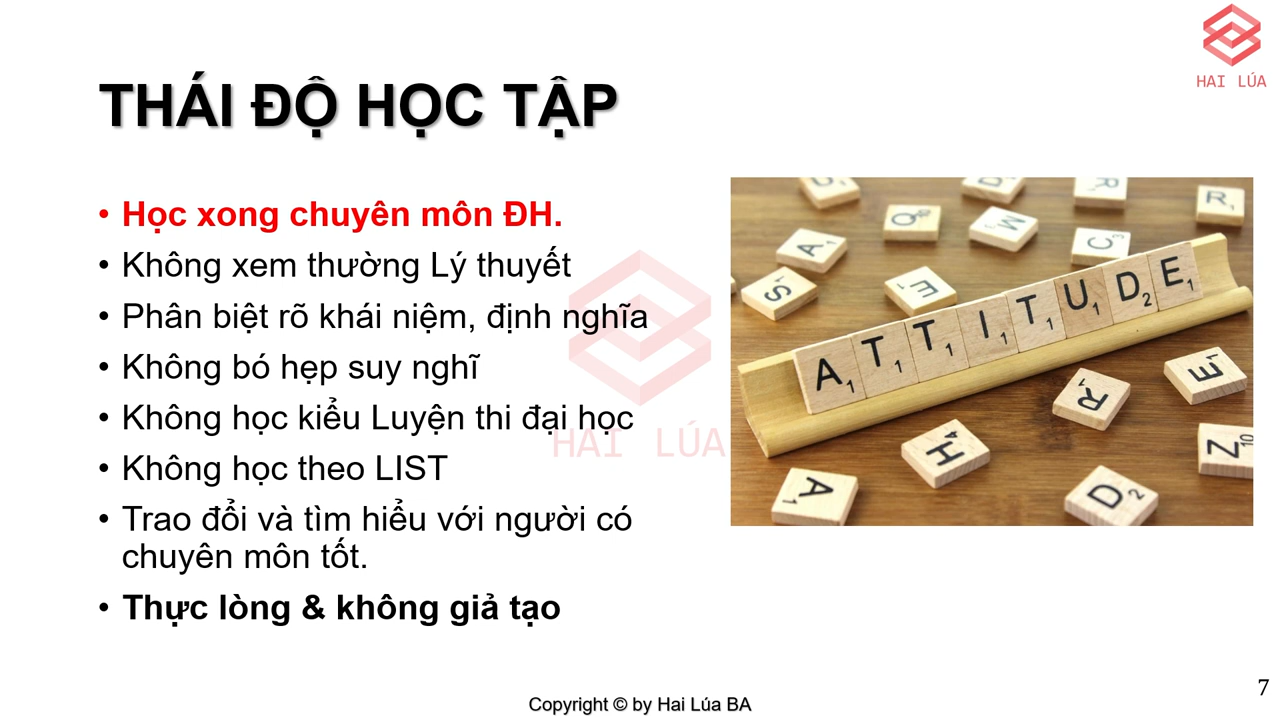 HAI LÚA
THÁI ĐỘ HỌC TẬP
• Học xong chuyên môn ĐH.
• Không xem thường Lý thuyết
• Phân biệt rõ khái niệm, định nghĩa
• Không bó hẹp suy nghĩ
• Không học kiểu Luyện thi đại học
• Không học theo LIST
• Trao đổi và tìm hiểu với người có
chuyên môn tốt.
• Thực lòng & không giả tạo
HAI LÚA
ATTITUDE
Copyright © by Hai Lúa BA
7